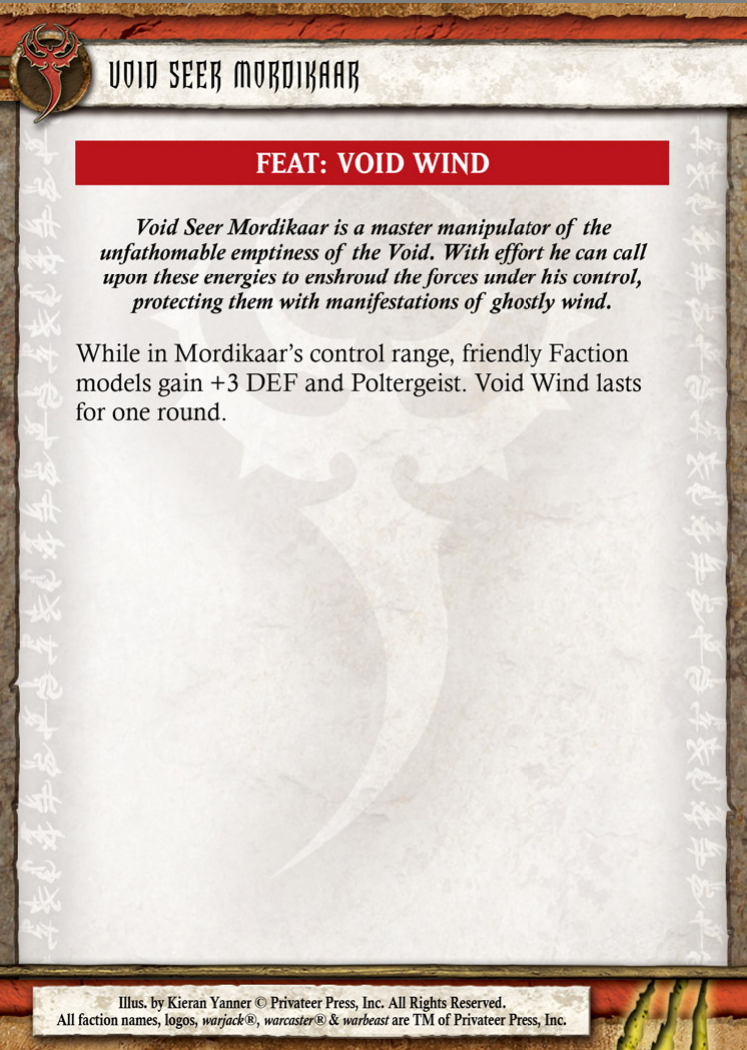 VOID SEER MORDIKAAR
FEAT: VOID WIND
Void Seer Mordikaar is a master manipulator of the
unfathomable emptiness of the Void. With effort he can call
upon these energies to enshroud the forces under his control,
protecting them with manifestations of ghostly wind.
While in Mordikaar's control range, friendly Faction
models gain +3 DEF and Poltergeist. Void Wind lasts
for one round.
Illus. by Kieran Yanner © Privateer Press, Inc. All Rights Reserved.
All faction names, logos, warjack®, warcaster® & warbeast are TM of Privateer Press, Inc.